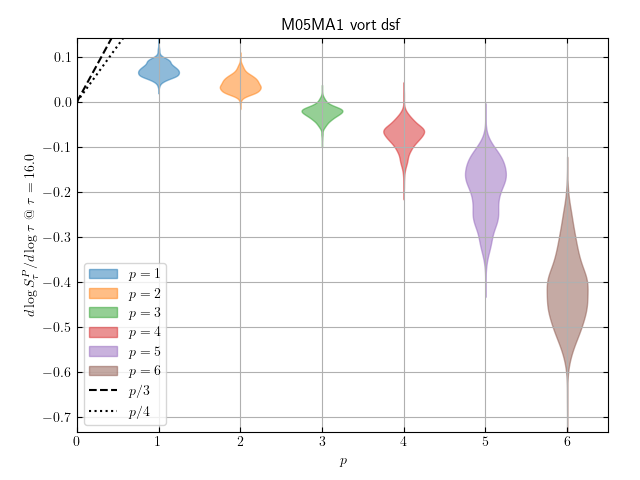 M05MA1 vort dsf
0.1
0.0
−0.1
−0.2
−0.3
−0.4
−0.5
−0.6
−0.7
d log S_τ^P / d log τ @ τ = 16.0
p = 1
p = 2
p = 3
p = 4
p = 5
p = 6
p/3
p/4
0 1 2 3 4 5 6
p